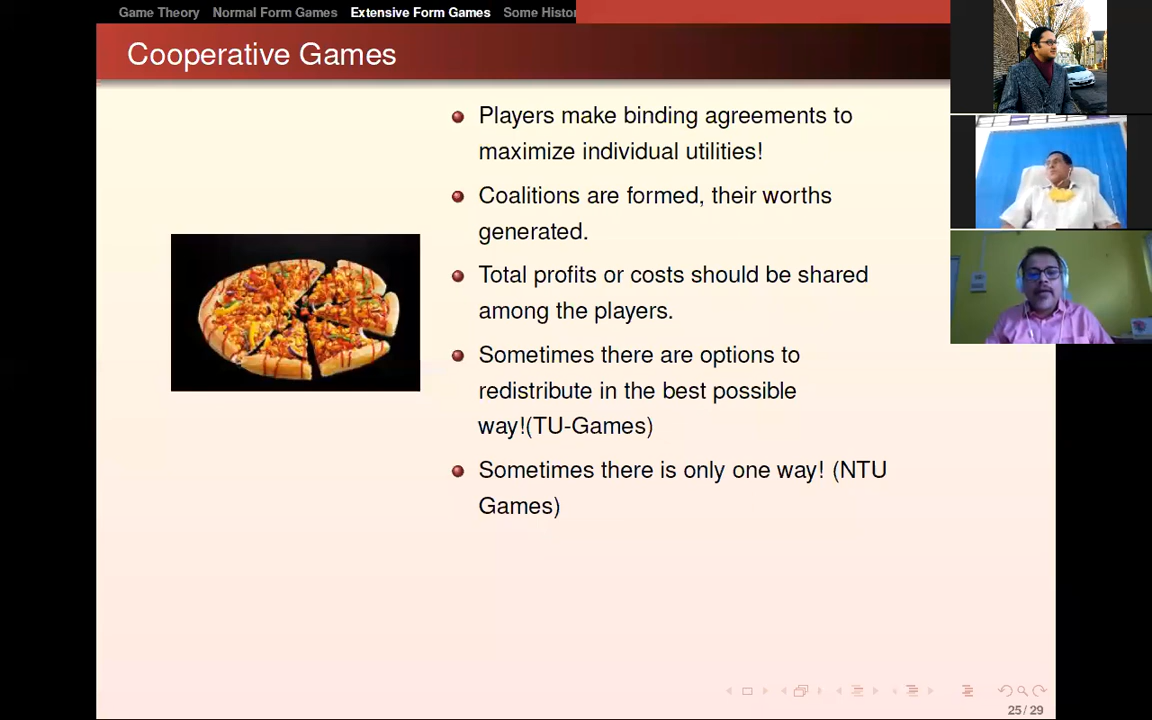 Game Theory Normal Form Games Extensive Form Games Some
Cooperative Games
Players make binding agreements to
maximize individual utilities!
Coalitions are formed, their worths
generated.
Total profits or costs should be shared
among the players.
Sometimes there are options to
redistribute in the best possible
way!(TU-Games)
Sometimes there is only one way! (NTU
Games)
25/29